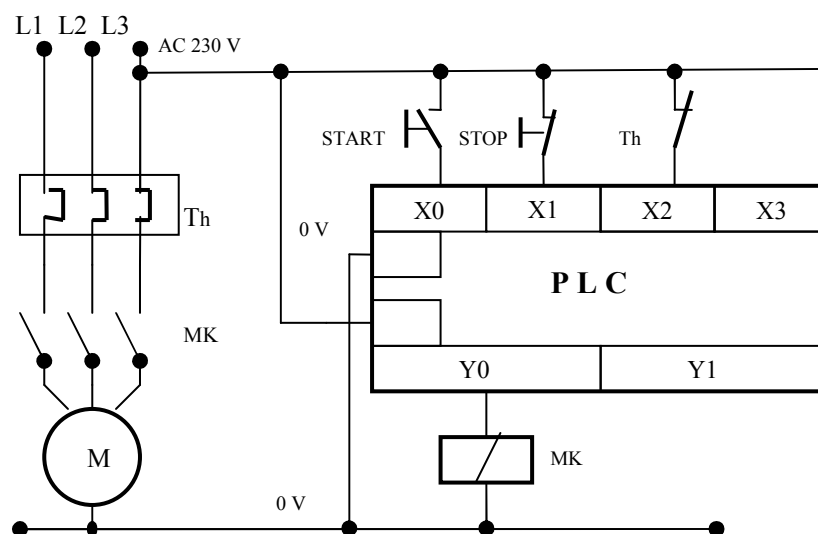 L1 L2 L3
AC 230 V
START
STOP
Th
Th
X0 X1 X2 X3
0 V
P L C
MK
Y0 Y1
M
MK
0 V